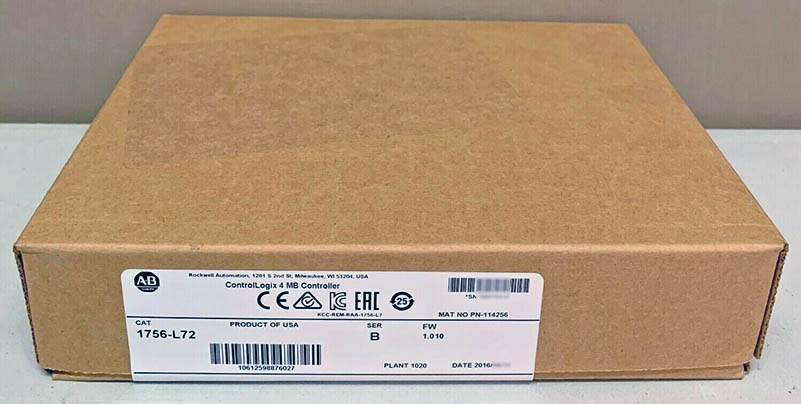 AB
Rockwell Automation, 1201 S 2nd St, Milwaukee, WI 53204, USA
ControlLogix 4 MB Controller
CE KC EAC 25
KCC-REM-RAA-1756-L7
*SN
MAT NO PN-114256
CAT
PRODUCT OF USA
SER
FW
1756-L72
B
1.010
10612598876027
PLANT 1020
DATE 2016/